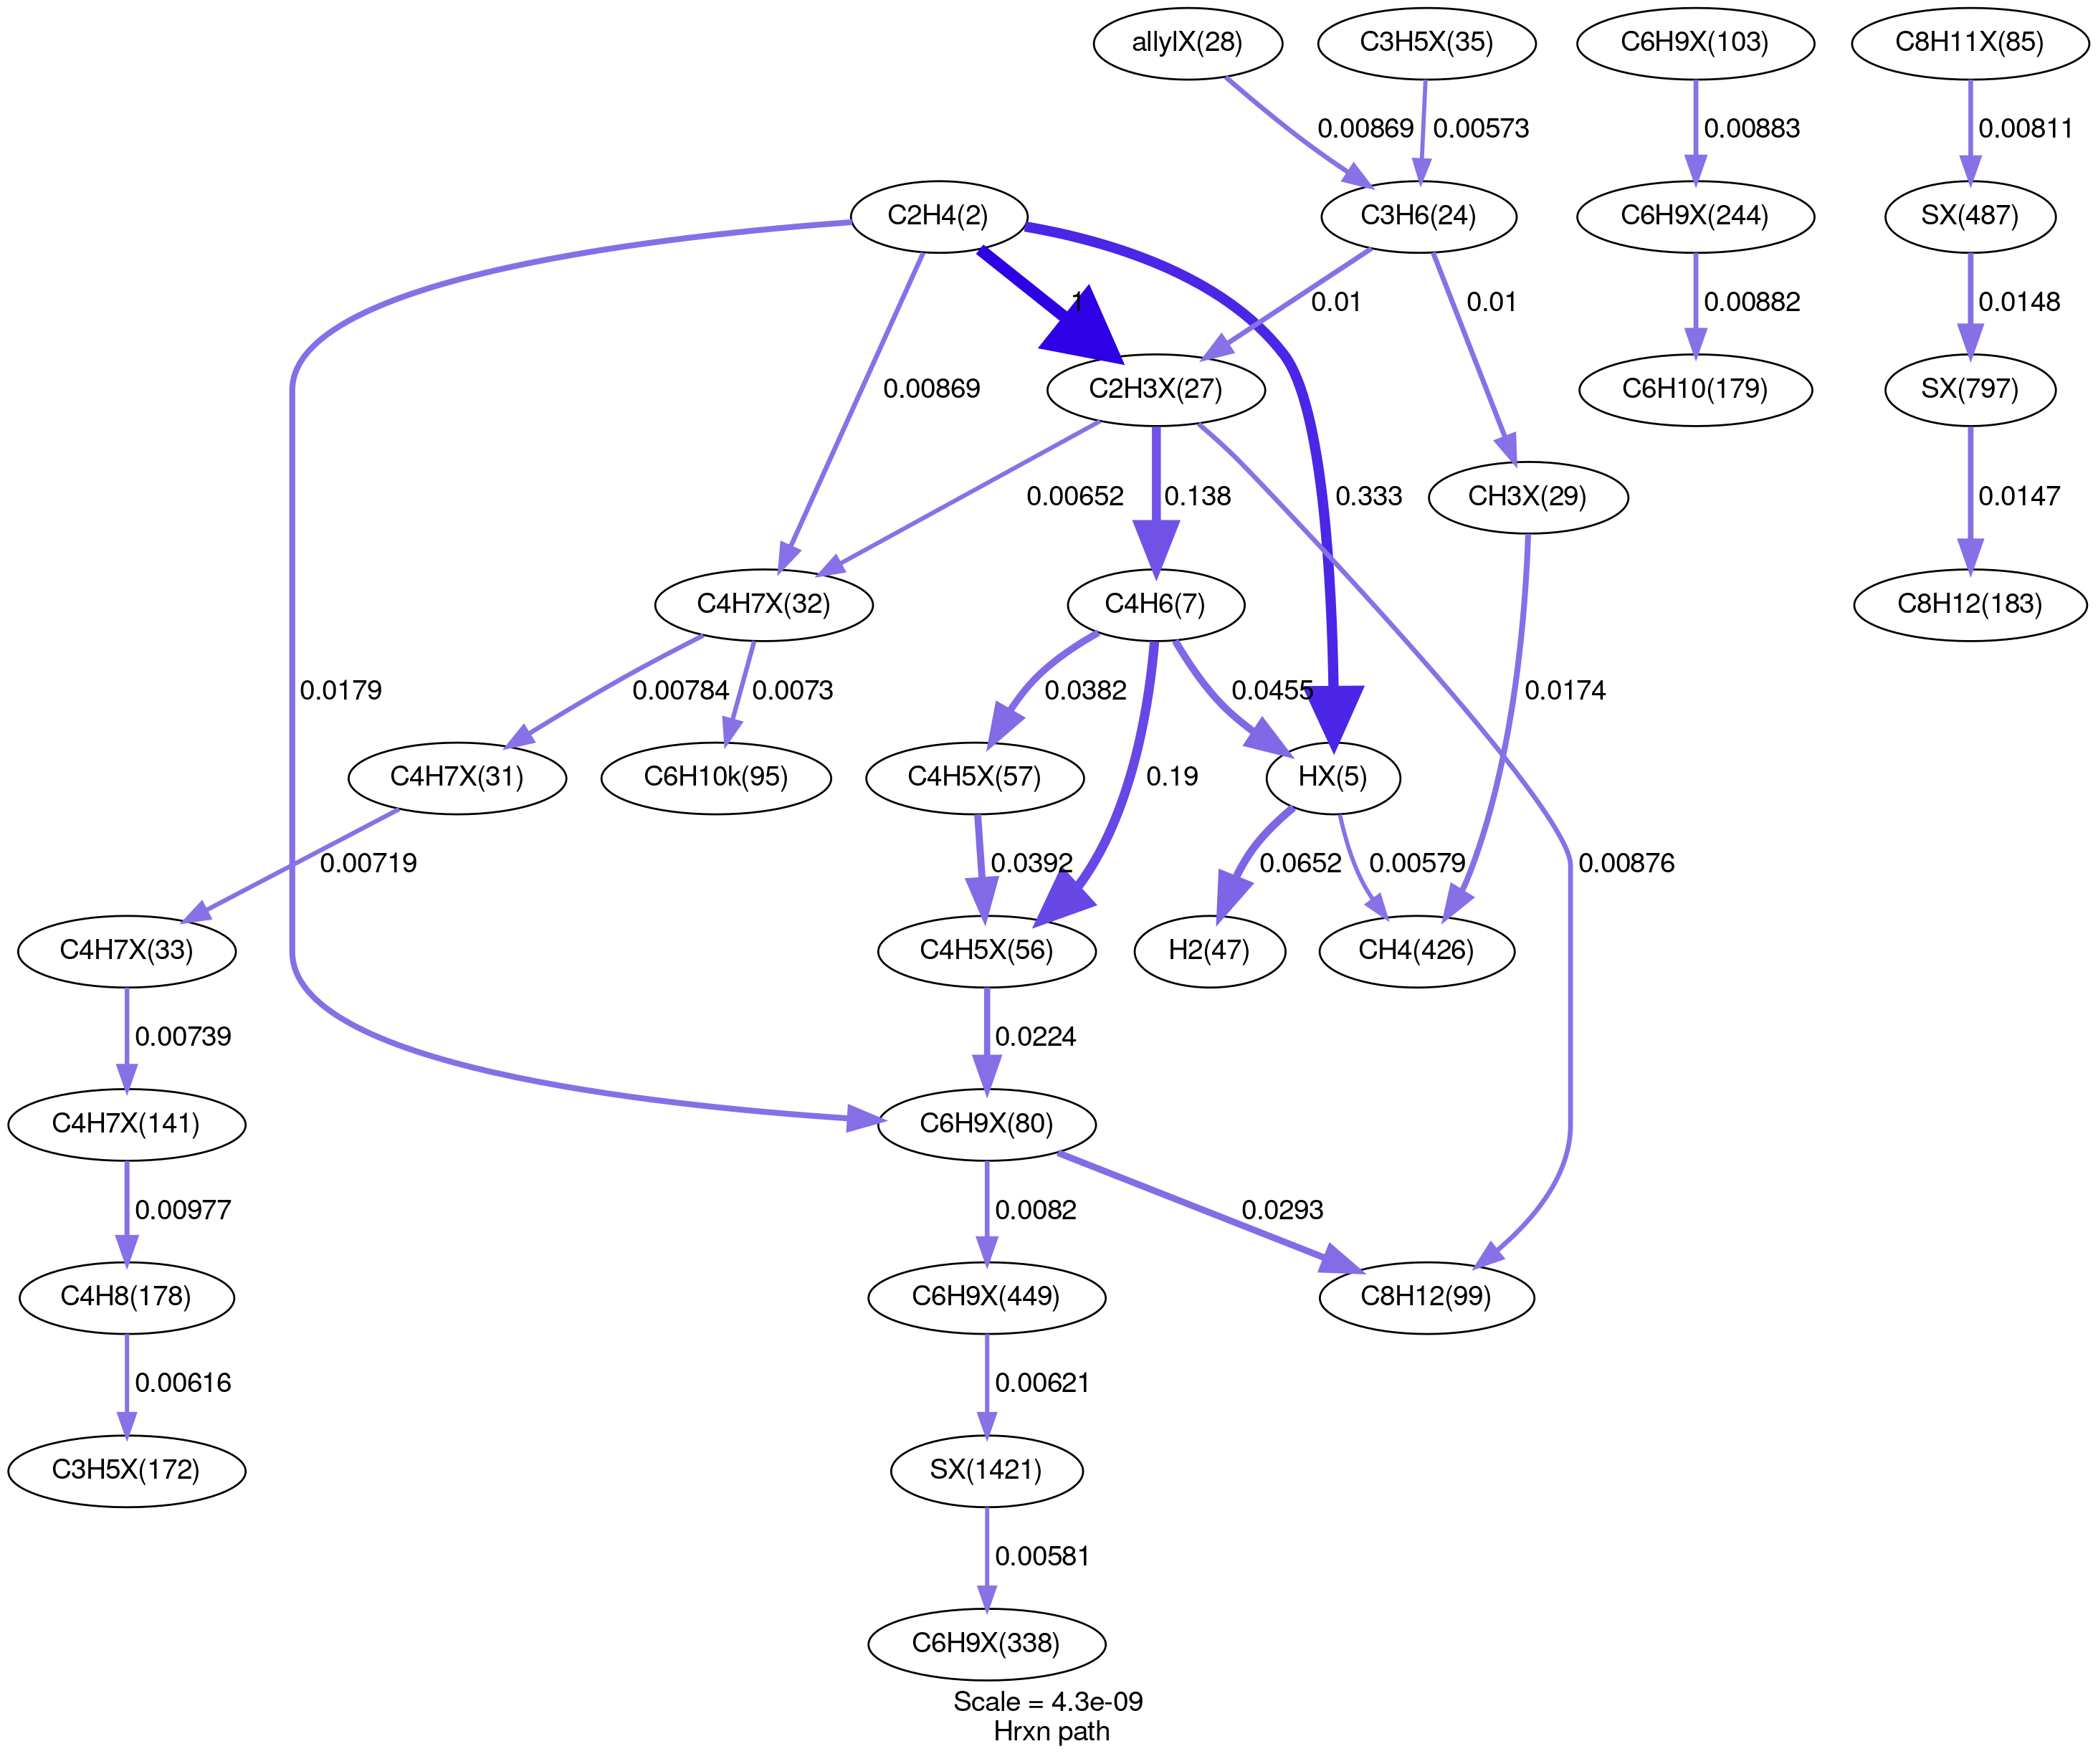 allylX(28)
C3H5X(35)
C6H9X(103)
C8H11X(85)
0.00869
0.00573
0.00883
0.00811
C2H4(2)
C3H6(24)
C6H9X(244)
SX(487)
1
0.01
0.01
0.00882
0.0148
0.00869
C2H3X(27)
C6H10(179)
SX(797)
0.00652
0.138
0.333
CH3X(29)
0.0147
C4H7X(32)
C4H6(7)
C8H12(183)
0.0179
0.00784
0.0073
0.0382
0.0455
0.0174
C4H7X(31)
C6H10k(95)
C4H5X(57)
0.19
HX(5)
0.00719
0.0392
0.0652
0.00579
0.00876
C4H7X(33)
C4H5X(56)
H2(47)
CH4(426)
0.00739
0.0224
C4H7X(141)
C6H9X(80)
0.00977
0.0082
0.0293
C4H8(178)
C6H9X(449)
C8H12(99)
0.00616
0.00621
C3H5X(172)
SX(1421)
0.00581
C6H9X(338)
Scale = 4.3e-09
Hrxn path